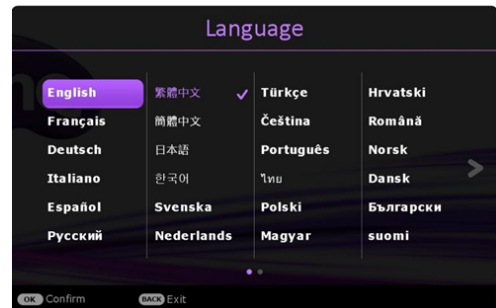 Language
English
Français
Deutsch
Italiano
Español
Русский
繁體中文
簡體中文
日本語
한국어
Svenska
Nederlands
Türkçe
Čeština
Português
ไทย
Polski
Magyar
Hrvatski
Română
Norsk
Dansk
Български
suomi
OK Confirm
BACK Exit